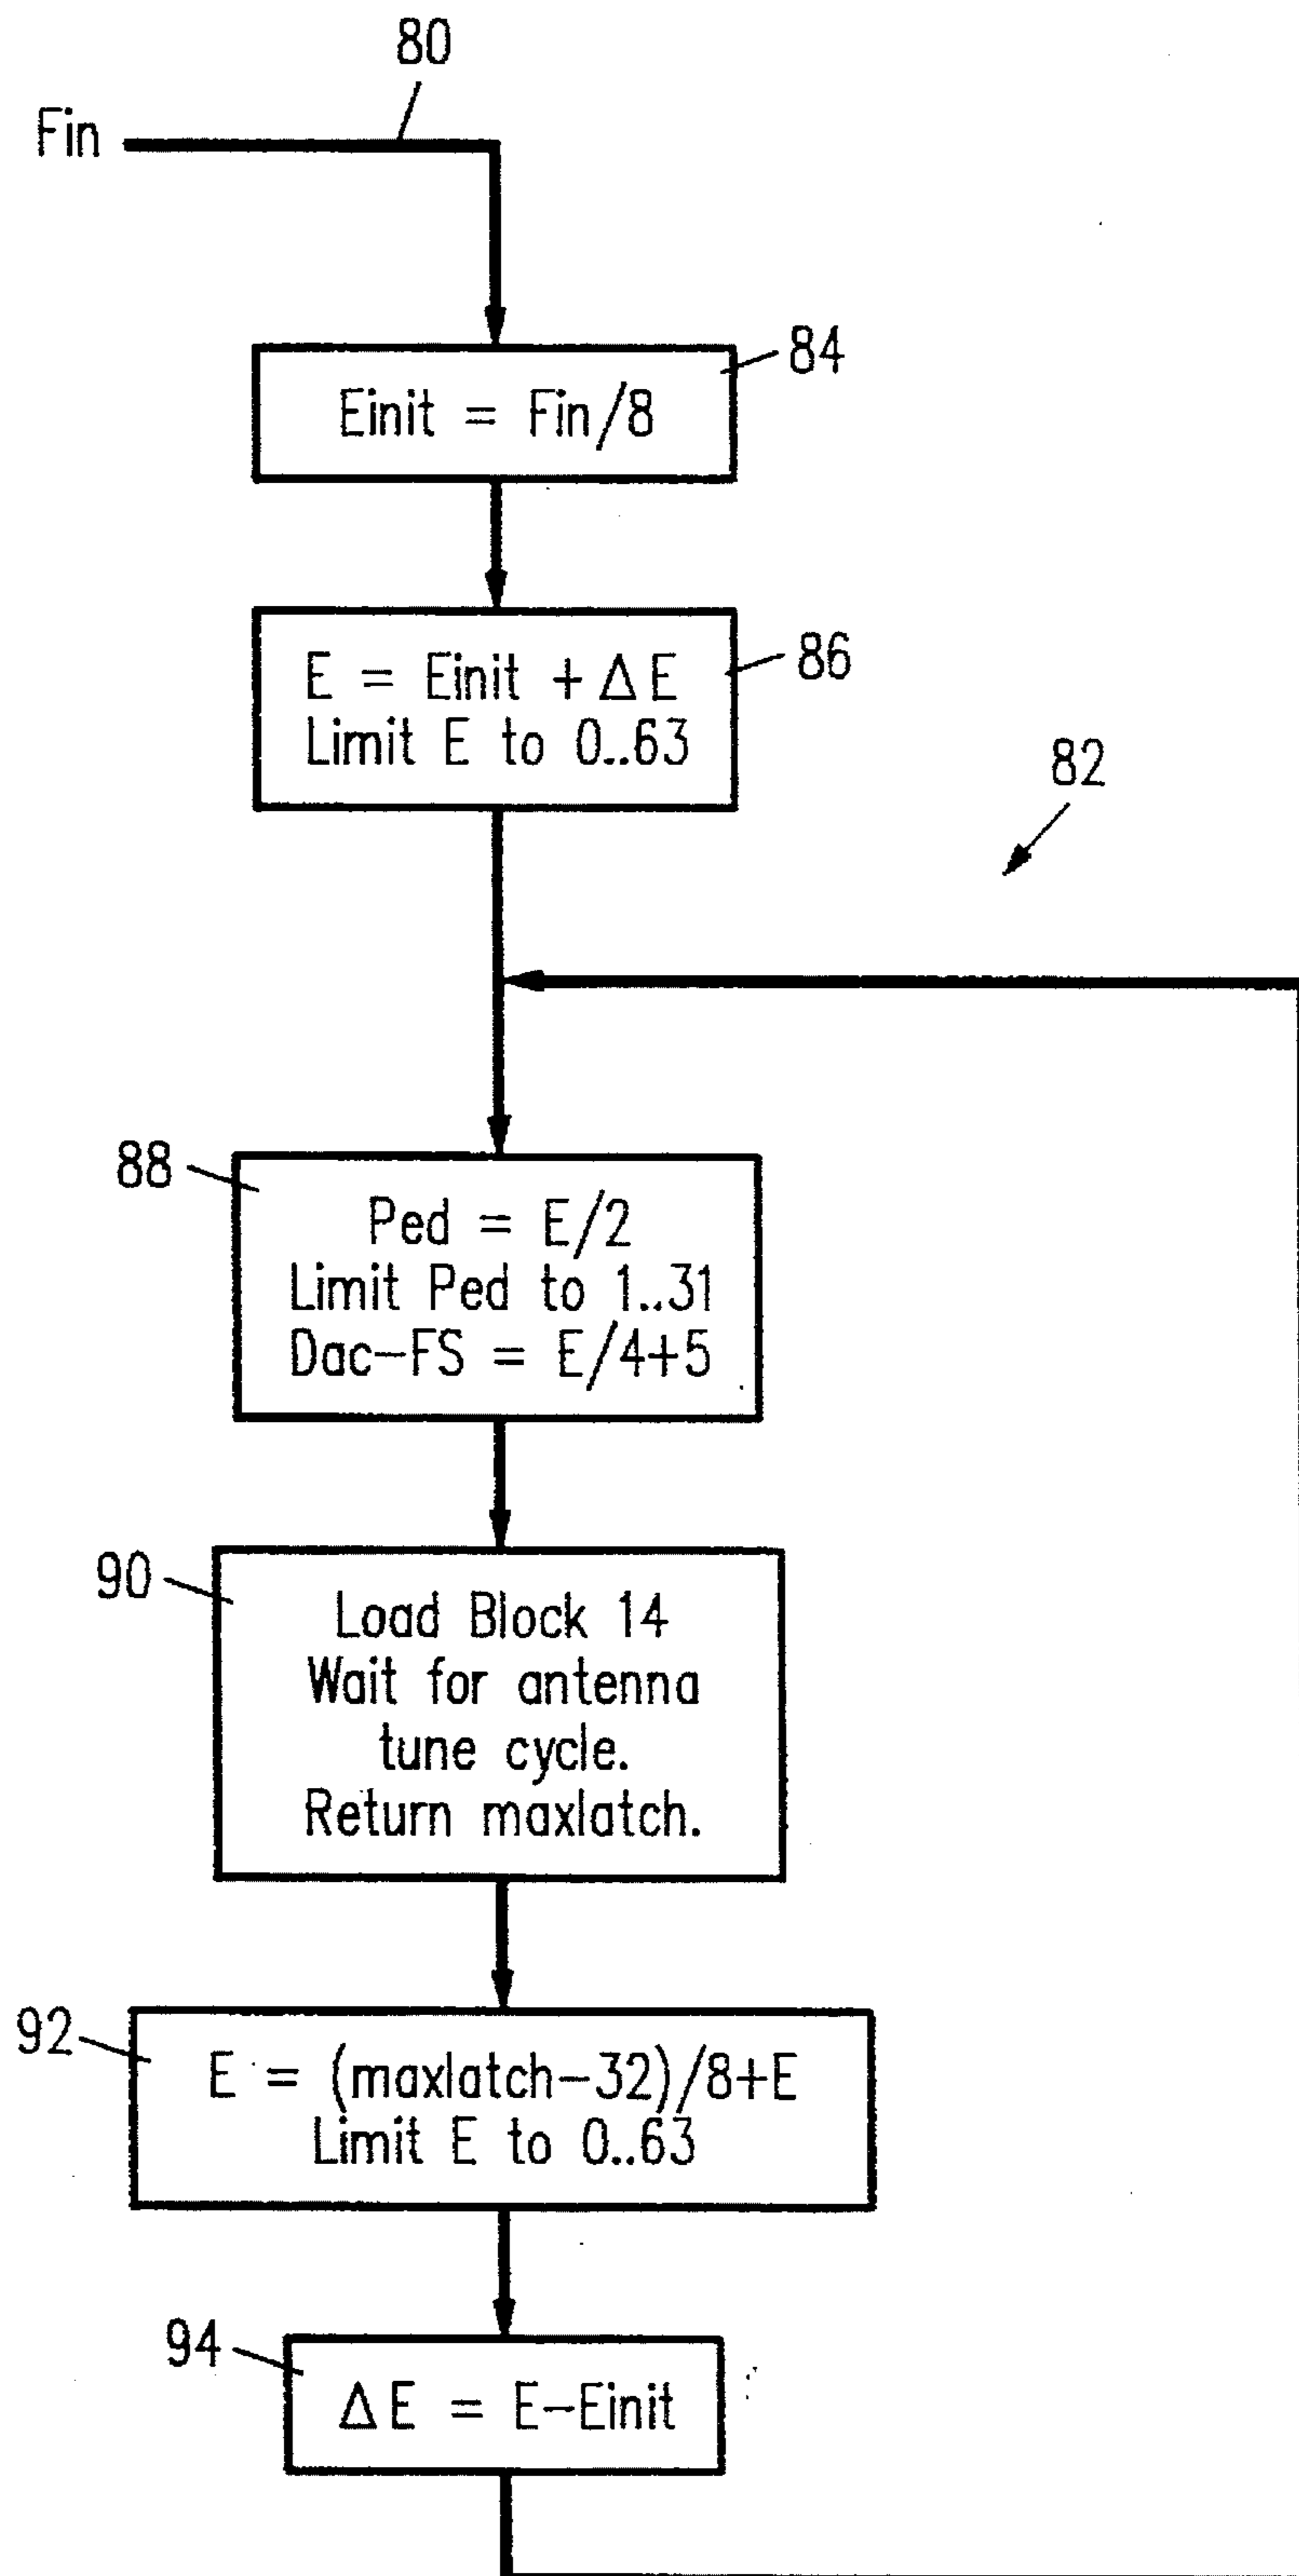 80
Fin
84
Einit = Fin/8
86
E = Einit + Δ E
Limit E to 0..63
82
88
Ped = E/2
Limit Ped to 1..31
Dac-FS = E/4+5
90
Load Block 14
Wait for antenna
tune cycle.
Return maxlatch.
92
E = (maxlatch-32)/8+E
Limit E to 0..63
94
Δ E = E-Einit